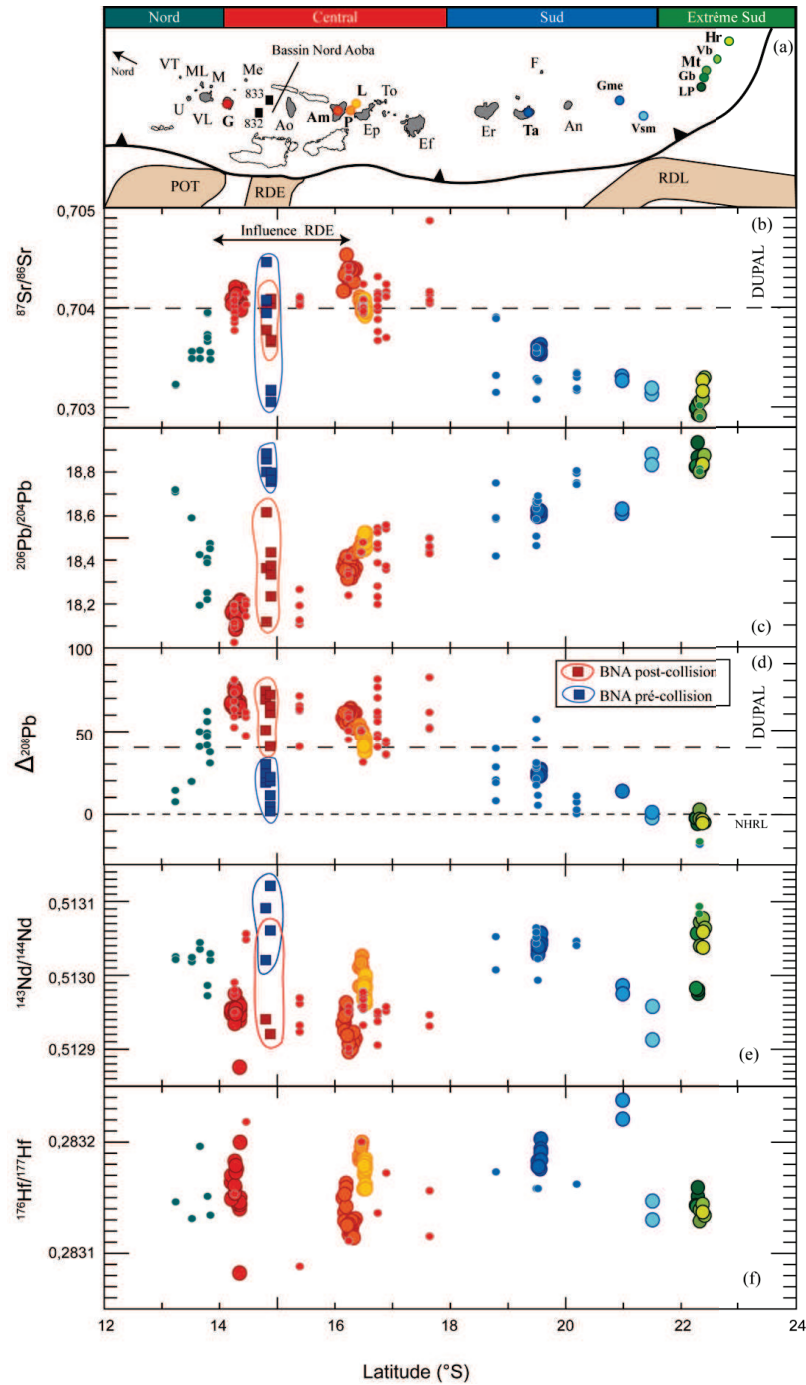 Nord Central Sud Extrême Sud
(a)
Nord
Bassin Nord Aoba
VT
ML
M
Me
833
832
U
VL
G
Ao
Am
L
P
To
Ep
Ef
F
Er
Ta
An
Gme
Vsm
Hr
Vb
Mt
Gb
LP
POT
RDE
RDL
0,705
(b)
Influence RDE
87Sr/86Sr
0,704
0,703
DUPAL
206Pb/204Pb
18,8
18,6
18,4
18,2
(c)
100
(d)
BNA post-collision
BNA pré-collision
Δ208Pb
50
0
DUPAL
NHRL
143Nd/144Nd
0,5131
0,5130
0,5129
(e)
176Hf/177Hf
0,2832
0,2831
(f)
12 14 16 18 20 22 24
Latitude (°S)